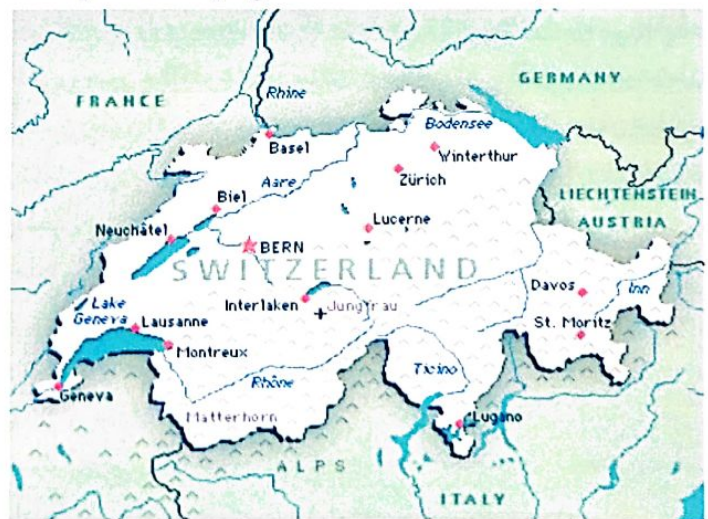 GERMANY
FRANCE
Rhine
Bodensee
Basel
Winterthur
Aare
Zürich
Biel
LIECHTENSTEIN
Lucerne
AUSTRIA
Neuchâtel
BERN
SWITZERLAND
Davos
Inn
Interlaken
Jungfrau
Lake
Geneva
Lausanne
St. Moritz
Montreux
Ticino
Rhône
Geneva
Matterhorn
Lugano
ALPS
ITALY